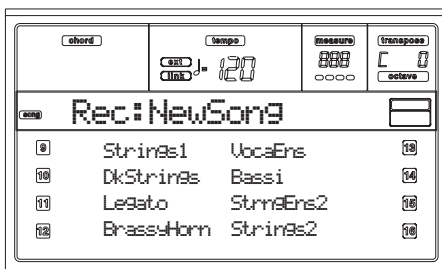 chord tempo measure transpose
ext link ♩= 120 888 C 0
octave
song Rec:NewSong
9 Strings1 VocaEns 13
10 DkStrings Bassi 14
11 Legato StrngEns2 15
12 BrassyHorn Strings2 16